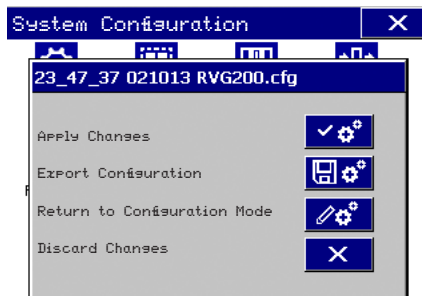 System Configuration
23_47_37 021013 RVG200.cfg
Apply Changes
Export Configuration
Return to Configuration Mode
Discard Changes